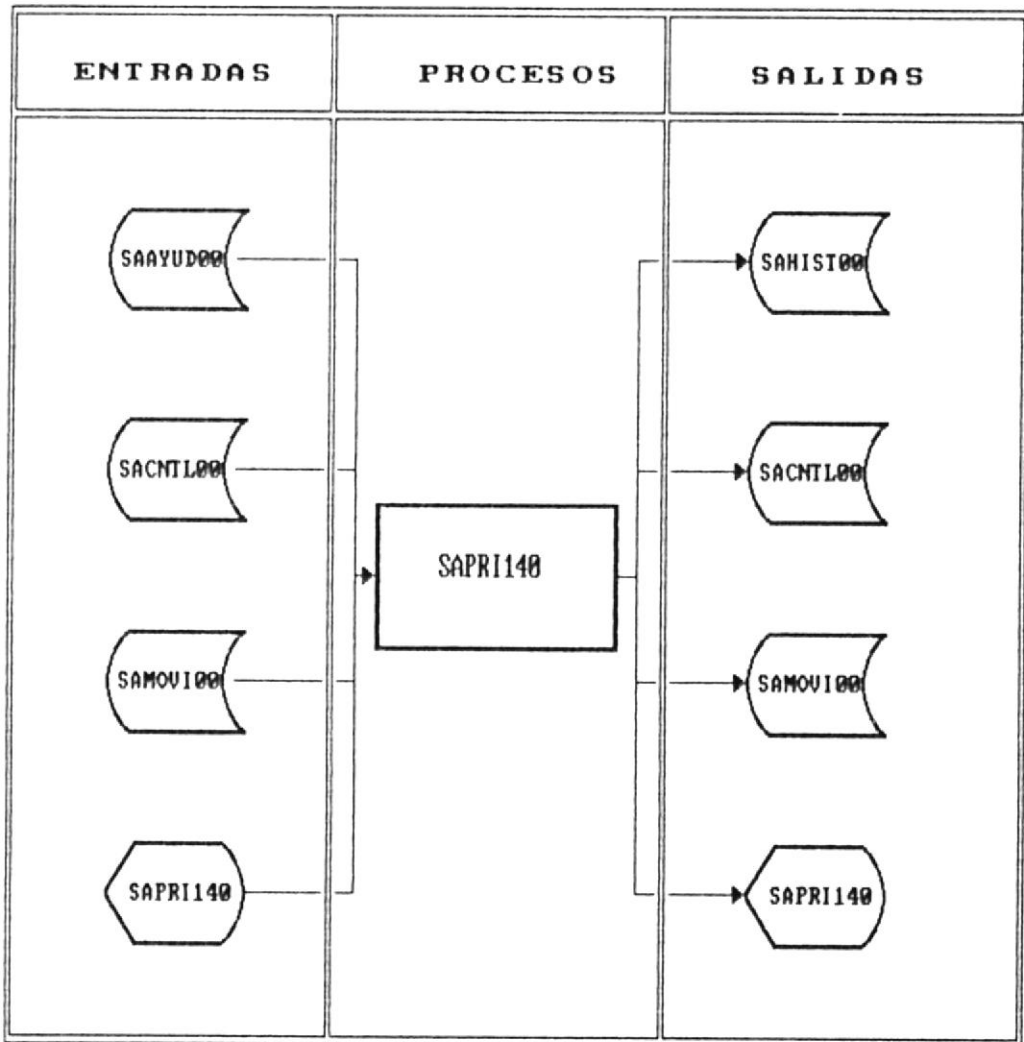 ENTRADAS
PROCESOS
SALIDAS
SAAYUD00
SACNTL00
SAMOVI00
SAPRI140
SAPRI140
SAHIST00
SACNTL00
SAMOVI00
SAPRI140